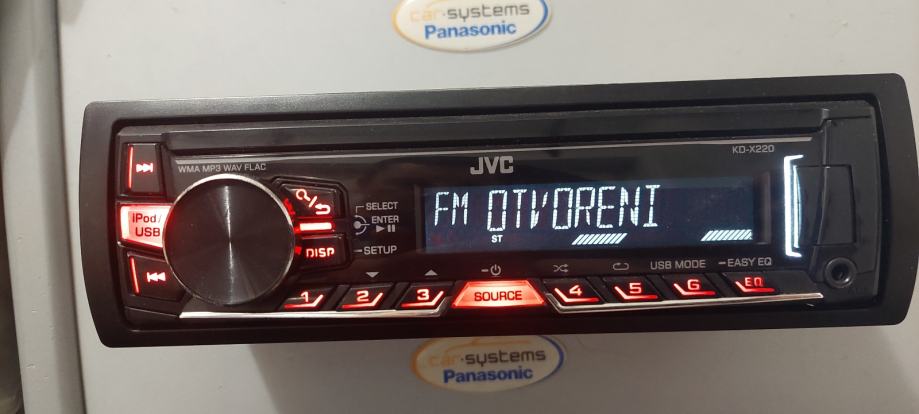 car·systems
Panasonic
WMA MP3 WAV FLAC
JVC
KD-X220
iPod/
USB
DISP
SELECT
ENTER
SETUP
FM OTVORENI
ST
USB MODE
EASY EQ
1
2
3
SOURCE
4
5
6
EQ
car·systems
Panasonic